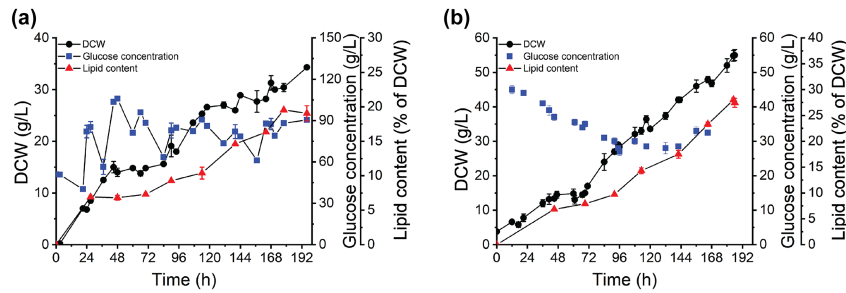 (a)
DCW
Glucose concentration
Lipid content
DCW (g/L)
40
30
20
10
0
0 24 48 72 96 120 144 168 192
Time (h)
150
120
90
60
30
0
Glucose concentration (g/L)
30
25
20
15
10
5
0
Lipid content (% of DCW)
(b)
DCW
Glucose concentration
Lipid content
DCW (g/L)
60
50
40
30
20
10
0
0 24 48 72 96 120 144 168 192
Time (h)
60
50
40
30
20
10
0
Glucose concentration (g/L)
40
35
30
25
20
15
10
5
0
Lipid content (% of DCW)